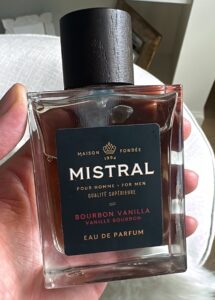 MAISON FONDÉE
1994
MISTRAL
POUR HOMME - FOR MEN
QUALITÉ SUPÉRIEURE
BOURBON VANILLA
VANILLE BOURBON
EAU DE PARFUM